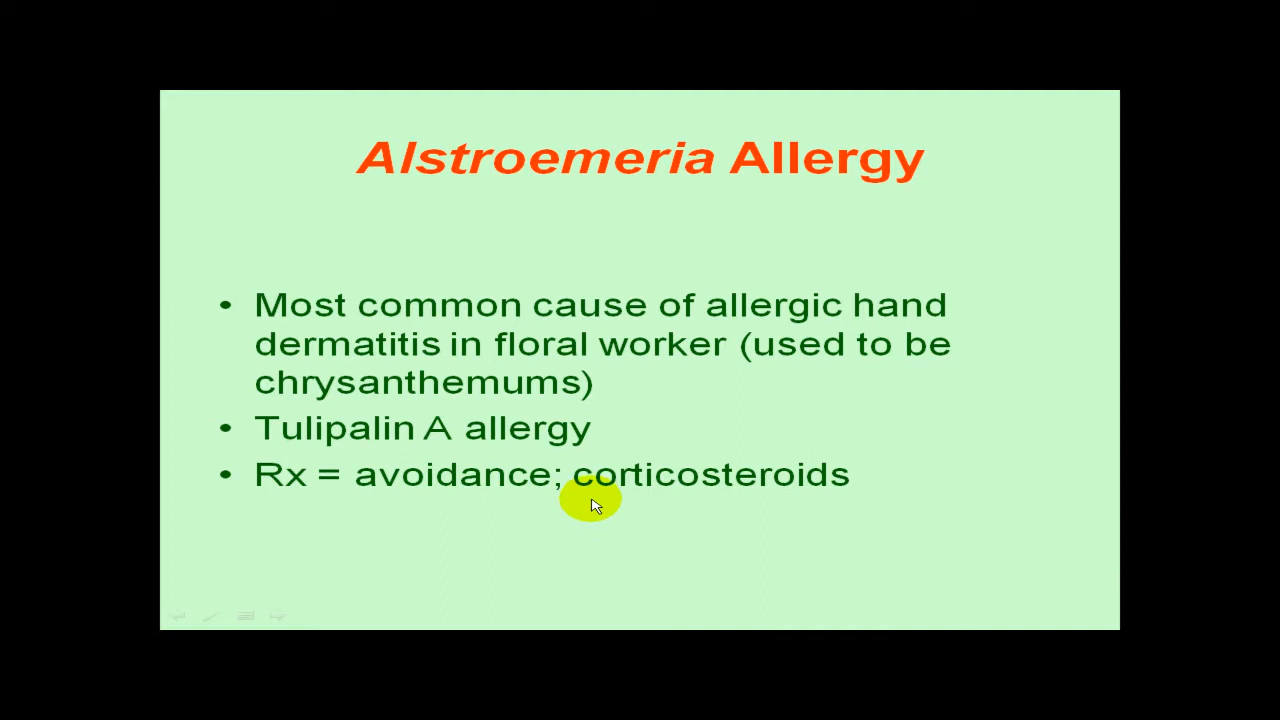 Alstroemeria Allergy
• Most common cause of allergic hand
dermatitis in floral worker (used to be
chrysanthemums)
• Tulipalin A allergy
• Rx = avoidance; corticosteroids